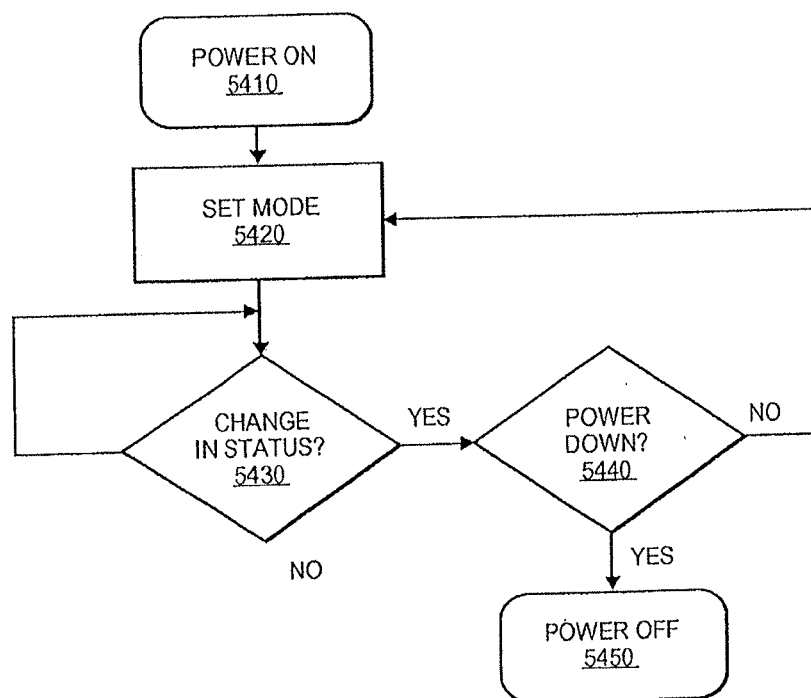 POWER ON
5410
SET MODE
5420
CHANGE
IN STATUS?
5430
YES
POWER
DOWN?
5440
NO
NO
YES
POWER OFF
5450